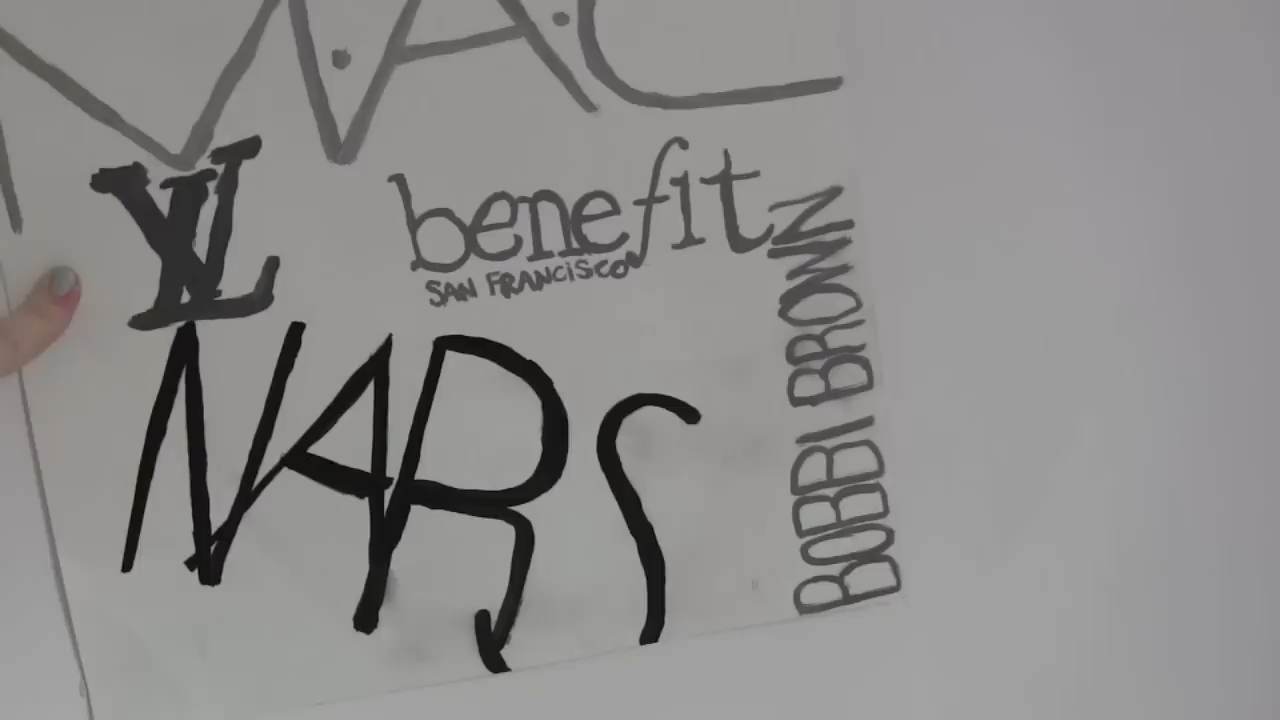 M·A·C
LV
benefit
SAN FRANCISCO
NARS
BOBBI BROWN